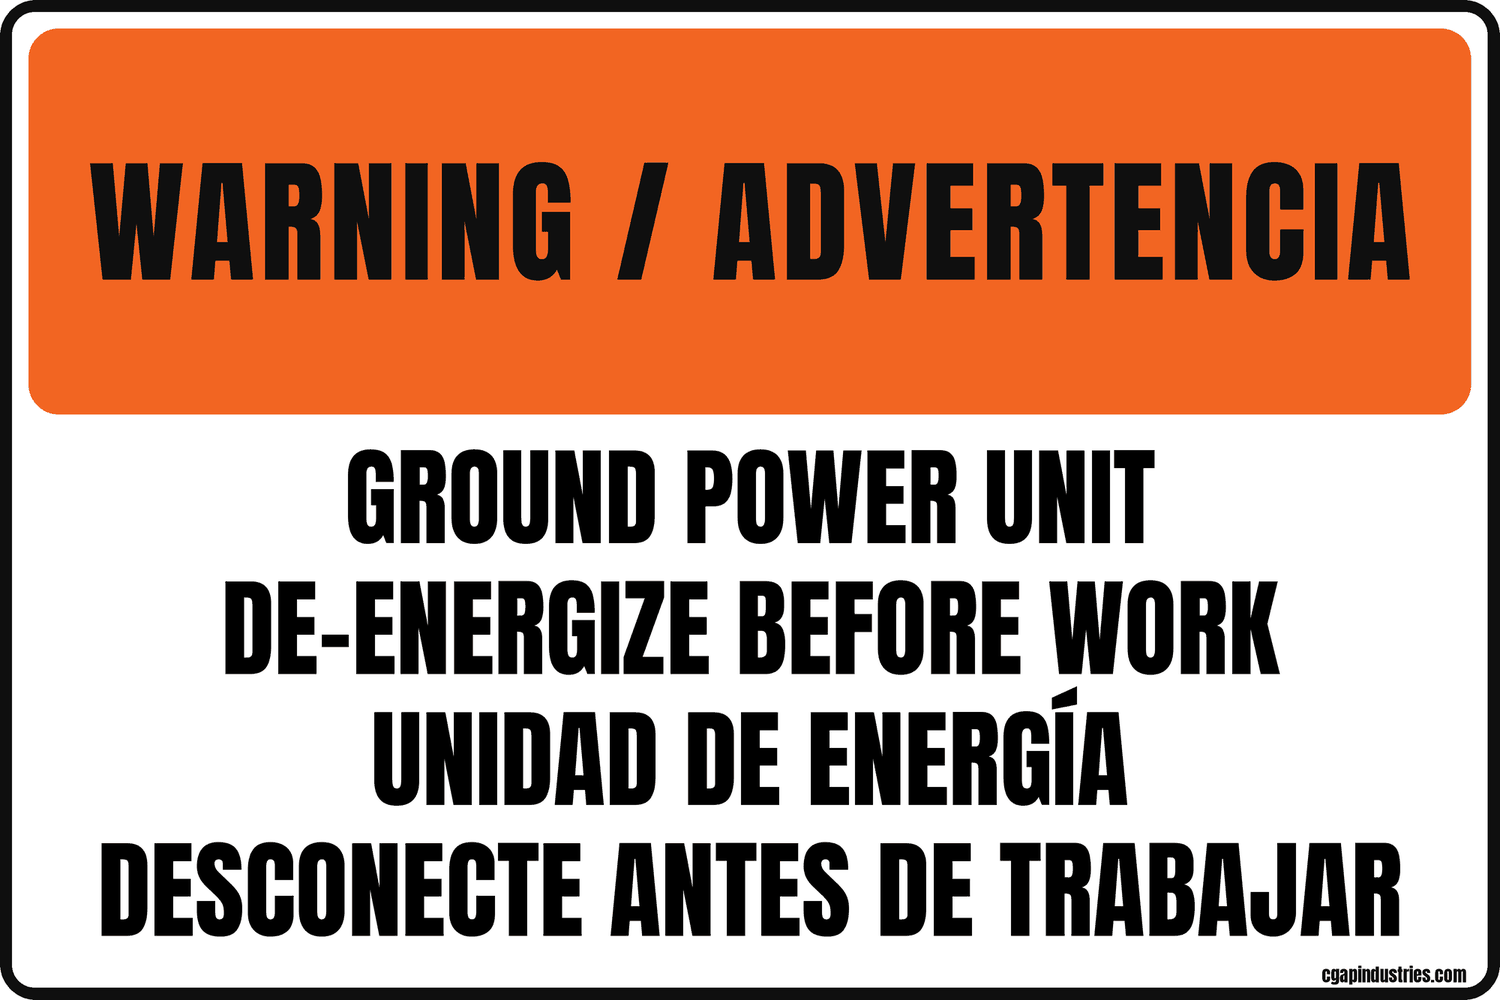 WARNING / ADVERTENCIA
GROUND POWER UNIT
DE-ENERGIZE BEFORE WORK
UNIDAD DE ENERGÍA
DESCONECTE ANTES DE TRABAJAR
cgapindustries.com